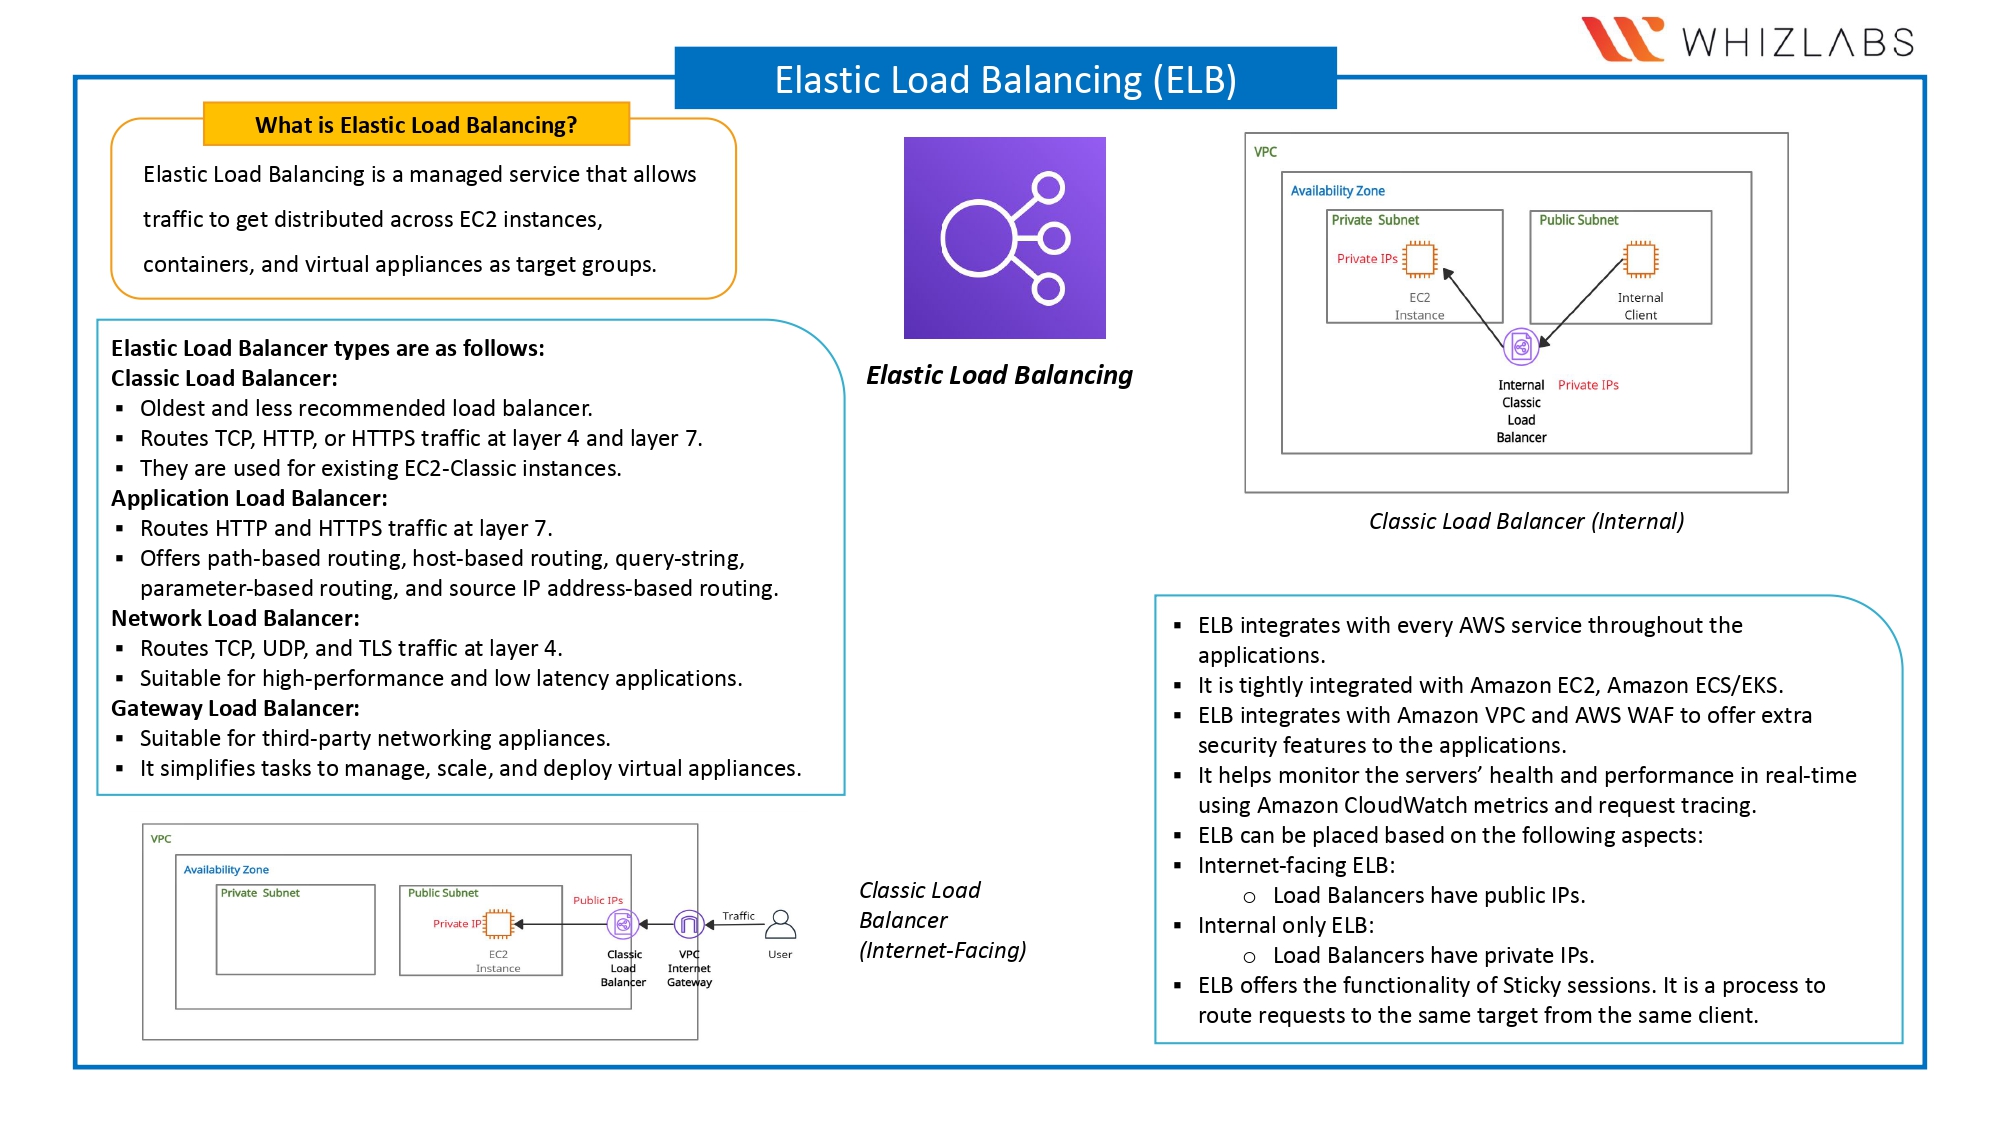 WHIZLABS
Elastic Load Balancing (ELB)
What is Elastic Load Balancing?
Elastic Load Balancing is a managed service that allows
traffic to get distributed across EC2 instances,
containers, and virtual appliances as target groups.
Elastic Load Balancer types are as follows:
Classic Load Balancer:
▪ Oldest and less recommended load balancer.
▪ Routes TCP, HTTP, or HTTPS traffic at layer 4 and layer 7.
▪ They are used for existing EC2-Classic instances.
Application Load Balancer:
▪ Routes HTTP and HTTPS traffic at layer 7.
▪ Offers path-based routing, host-based routing, query-string,
parameter-based routing, and source IP address-based routing.
Network Load Balancer:
▪ Routes TCP, UDP, and TLS traffic at layer 4.
▪ Suitable for high-performance and low latency applications.
Gateway Load Balancer:
▪ Suitable for third-party networking appliances.
▪ It simplifies tasks to manage, scale, and deploy virtual appliances.
Elastic Load Balancing
VPC
Availability Zone
Private Subnet
Public Subnet
Private IPs
EC2
Instance
Internal
Client
Internal Private IPs
Classic
Load
Balancer
Classic Load Balancer (Internal)
VPC
Availability Zone
Private Subnet
Public Subnet
Private IP
EC2
Instance
Public IPs
Classic
Load
Balancer
VPC
Internet
Gateway
Traffic
User
Classic Load
Balancer
(Internet-Facing)
▪ ELB integrates with every AWS service throughout the
applications.
▪ It is tightly integrated with Amazon EC2, Amazon ECS/EKS.
▪ ELB integrates with Amazon VPC and AWS WAF to offer extra
security features to the applications.
▪ It helps monitor the servers’ health and performance in real-time
using Amazon CloudWatch metrics and request tracing.
▪ ELB can be placed based on the following aspects:
▪ Internet-facing ELB:
o Load Balancers have public IPs.
▪ Internal only ELB:
o Load Balancers have private IPs.
▪ ELB offers the functionality of Sticky sessions. It is a process to
route requests to the same target from the same client.